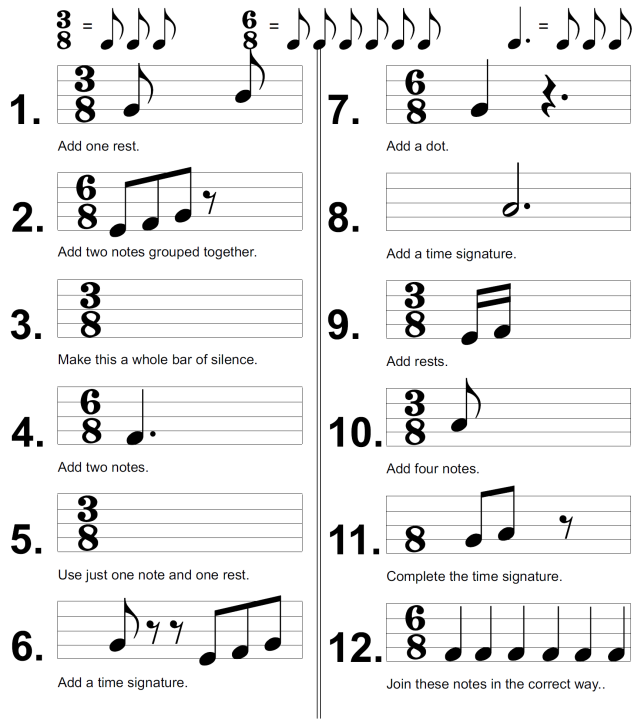 3
8 =
6
8 =
=
1. 3
8
Add one rest.
2. 6
8
Add two notes grouped together.
3. 3
8
Make this a whole bar of silence.
4. 6
8
Add two notes.
5. 3
8
Use just one note and one rest.
6.
Add a time signature.
7. 6
8
Add a dot.
8.
Add a time signature.
9. 3
8
Add rests.
10. 3
8
Add four notes.
11. 8
Complete the time signature.
12. 6
8
Join these notes in the correct way..